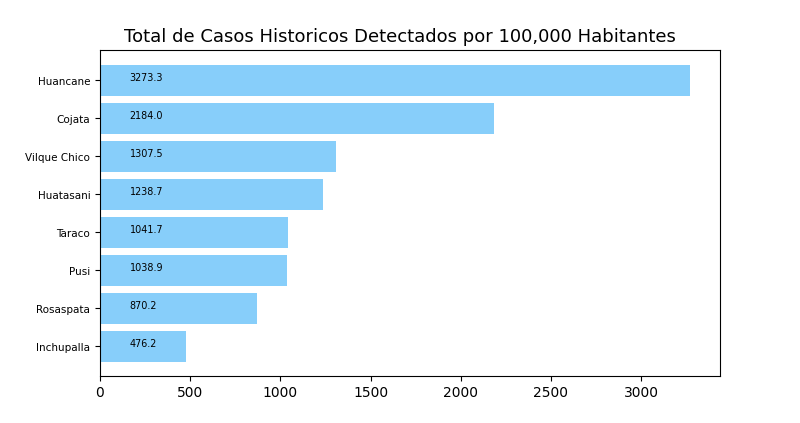 Total de Casos Historicos Detectados por 100,000 Habitantes
Huancane 3273.3
Cojata 2184.0
Vilque Chico 1307.5
Huatasani 1238.7
Taraco 1041.7
Pusi 1038.9
Rosaspata 870.2
Inchupalla 476.2
0 500 1000 1500 2000 2500 3000